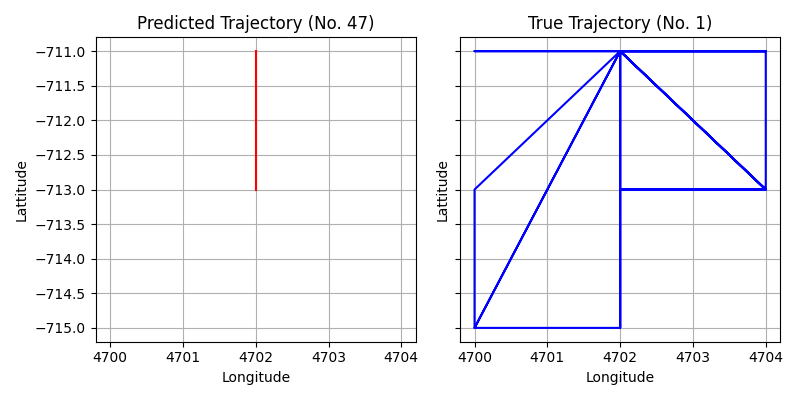 Predicted Trajectory (No. 47)
True Trajectory (No. 1)
−711.0
−711.5
−712.0
−712.5
−713.0
−713.5
−714.0
−714.5
−715.0
Lattitude
Lattitude
4700 4701 4702 4703 4704
4700 4701 4702 4703 4704
Longitude
Longitude